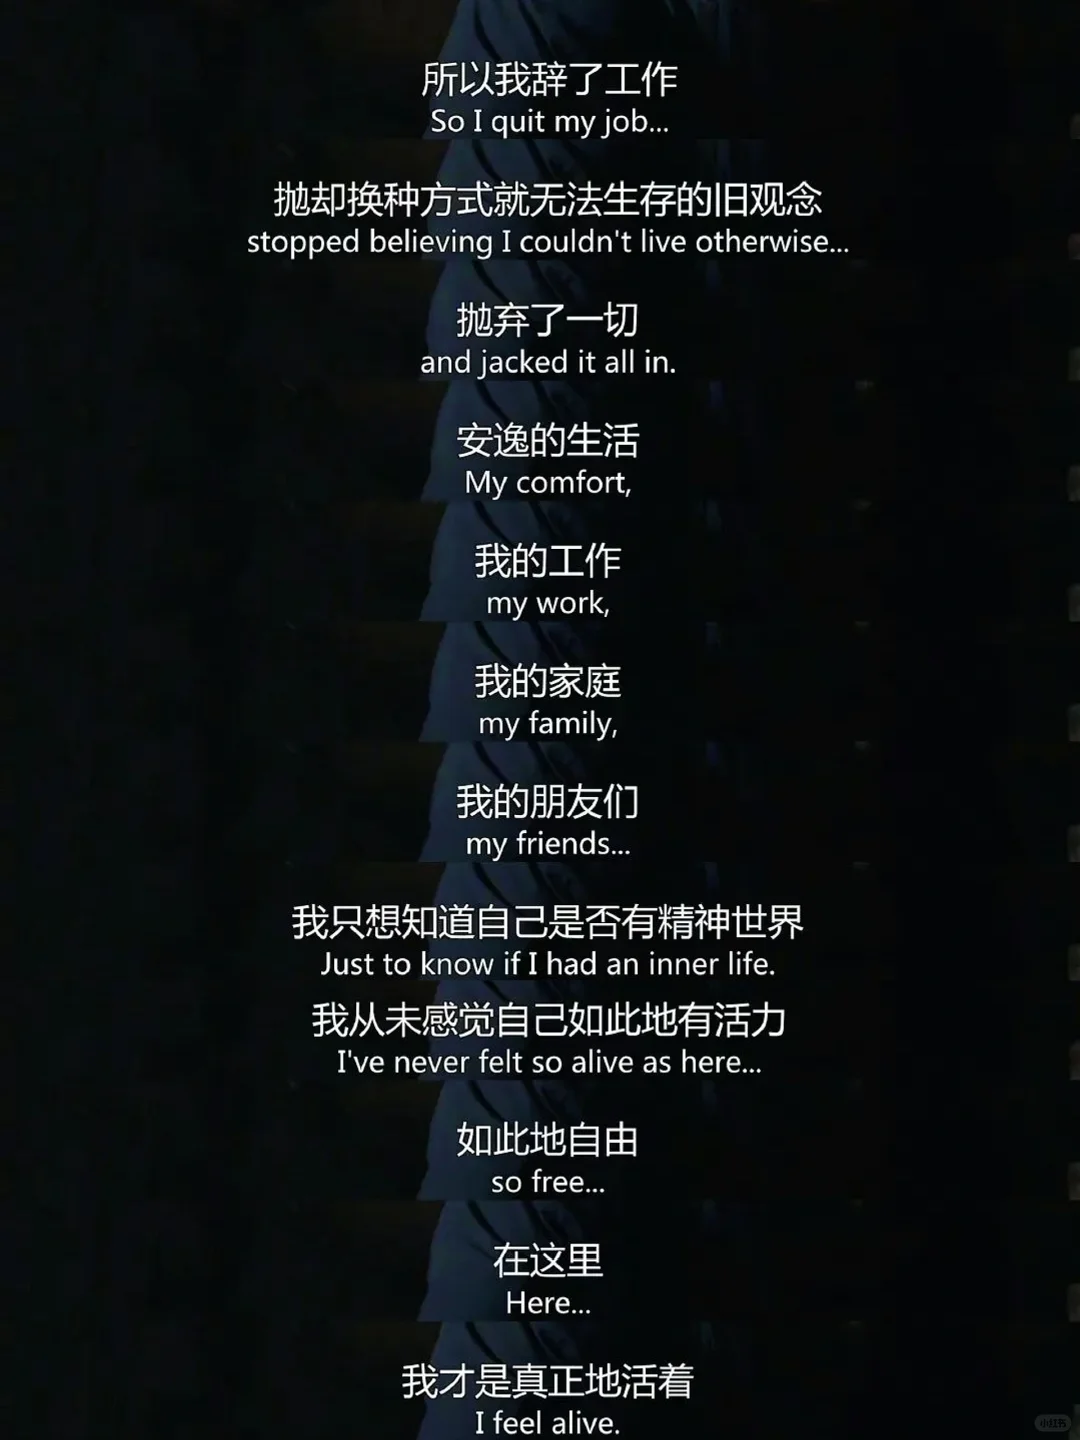 所以我辞了工作
So I quit my job...
抛却换种方式就无法生存的旧观念
stopped believing I couldn't live otherwise...
抛弃了一切
and jacked it all in.
安逸的生活
My comfort,
我的工作
my work,
我的家庭
my family,
我的朋友们
my friends...
我只想知道自己是否有精神世界
Just to know if I had an inner life.
我从未感觉自己如此地有活力
I've never felt so alive as here...
如此地自由
so free...
在这里
Here...
我才是真正地活着
I feel alive.
小红书